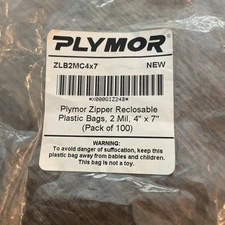 PLYMOR®
ZLB2MC4x7 NEW
Plymor Zipper Reclosable
Plastic Bags, 2 Mil, 4" x 7"
(Pack of 100)
WARNING:
To avoid danger of suffocation, keep this
plastic bag away from babies and children.
This bag is not a toy.